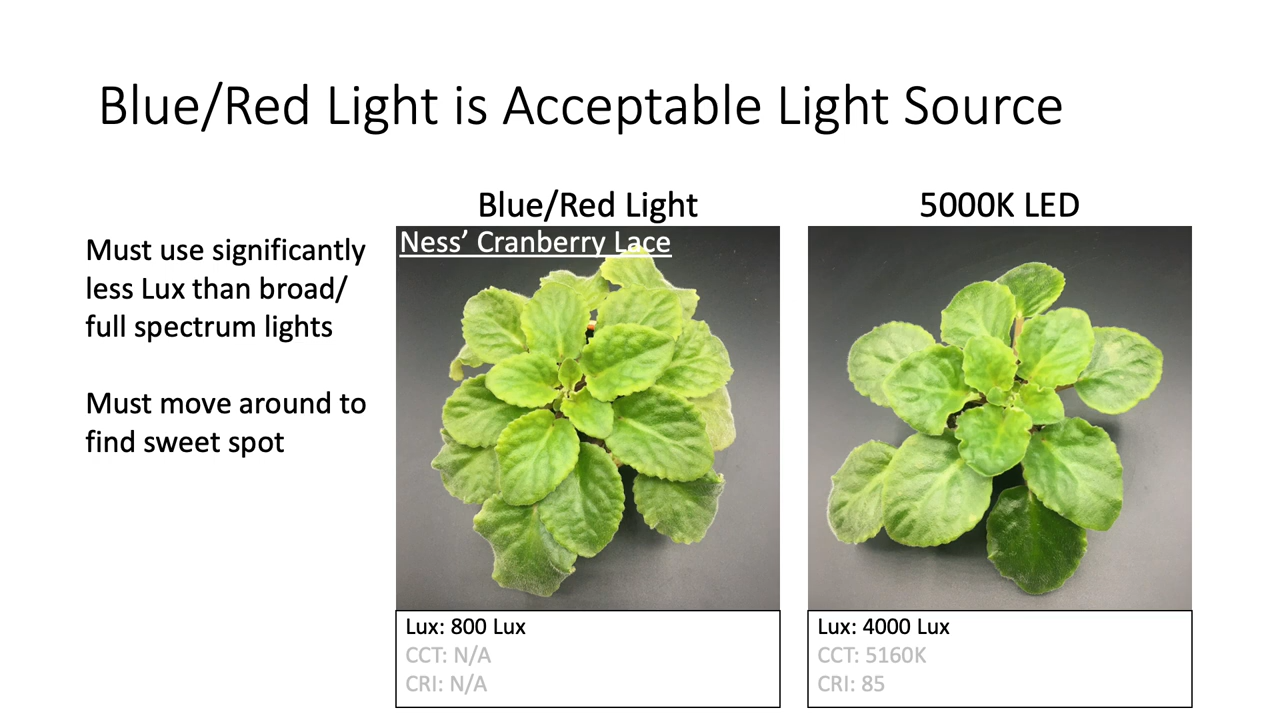 Blue/Red Light is Acceptable Light Source
Must use significantly
less Lux than broad/
full spectrum lights
Must move around to
find sweet spot
Blue/Red Light
Ness’ Cranberry Lace
Lux: 800 Lux
CCT: N/A
CRI: N/A
5000K LED
Lux: 4000 Lux
CCT: 5160K
CRI: 85